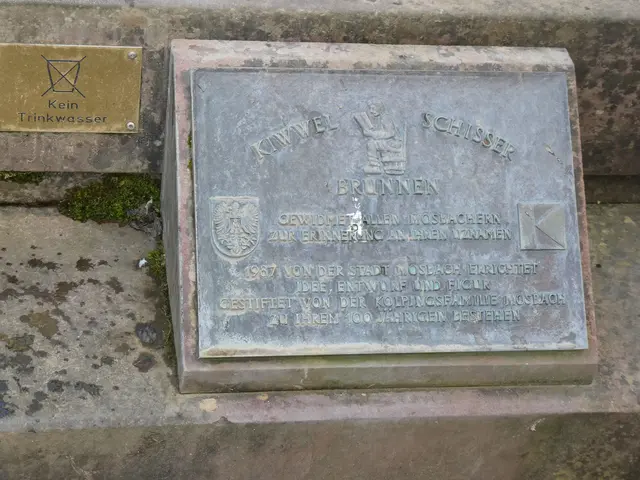 Kein
Trinkwasser
KIWWEL SCHISSER
BRUNNEN
GEWIDMET ALLEN MOSBACHERN
ZUR ERINNERUNG AN IHREN UZNAMEN
1987 VON DER STADT MOSBACH ERRICHTET
IDEE, ENTWURF UND FIGUR
GESTIFTET VON DER KOLPINGSFAMILIE MOSBACH
ZU IHREM 100 JÄHRIGEN BESTEHEN